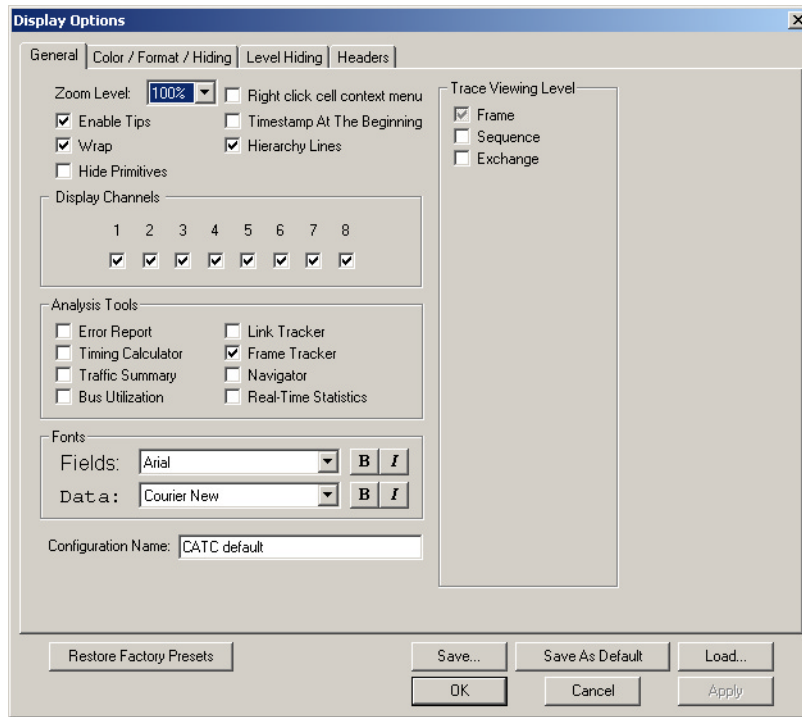 Display Options
General Color / Format / Hiding Level Hiding Headers
Zoom Level: 100%
Right click cell context menu
Enable Tips
Timestamp At The Beginning
Wrap
Hierarchy Lines
Hide Primitives
Display Channels
1 2 3 4 5 6 7 8
Analysis Tools
Error Report
Link Tracker
Timing Calculator
Frame Tracker
Traffic Summary
Navigator
Bus Utilization
Real-Time Statistics
Fonts
Fields: Arial B I
Data: Courier New B I
Configuration Name: CATC default
Trace Viewing Level
Frame
Sequence
Exchange
Restore Factory Presets
Save... Save As Default Load...
OK Cancel Apply